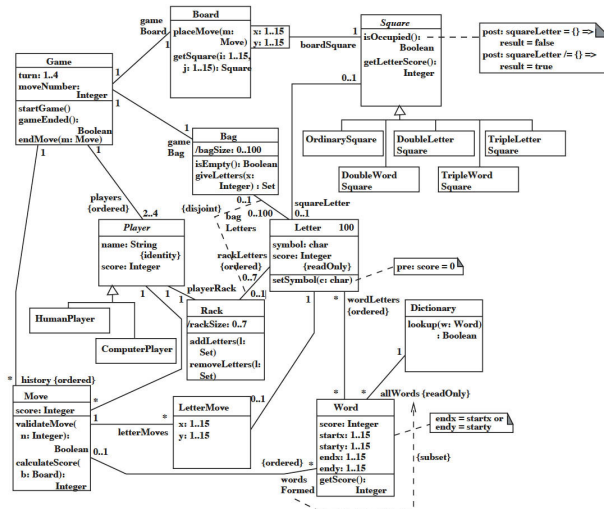 Game
turn: 1..4
moveNumber:
Integer
startGame()
gameEnded():
Boolean
endMove(m: Move)
1
1
1
1
game
Board
1
Board
placeMove(m:
Move)
getSquare(i: 1..15,
j: 1..15): Square
x: 1..15
y: 1..15
1
boardSquare
Square
isOccupied():
Boolean
getLetterScore():
Integer
0..1
post: squareLetter = {} =>
result = false
post: squareLetter /= {} =>
result = true
OrdinarySquare
DoubleLetter
Square
TripleLetter
Square
DoubleWord
Square
TripleWord
Square
1
game
Bag
Bag
/bagSize: 0..100
isEmpty(): Boolean
giveLetters(x:
Integer) : Set
0..1
{disjoint}
0..100
bag
Letters
squareLetter
0..1
players
{ordered}
2..4
Player
name: String
{identity}
score: Integer
1
1
1
playerRack
HumanPlayer
ComputerPlayer
Letter 100
symbol: char
score: Integer
{readOnly}
setSymbol(c: char)
pre: score = 0
rackLetters
{ordered}
0..7
0..1
1
Rack
/rackSize: 0..7
addLetters(l:
Set)
removeLetters(l:
Set)
1
*
wordLetters
{ordered}
*
Dictionary
lookup(w: Word)
: Boolean
1
*
allWords {readOnly}
*
history {ordered}
*
Move
score: Integer
validateMove(
n: Integer):
Boolean
calculateScore(
b: Board):
Integer
1
*
letterMoves
0..1
LetterMove
x: 1..15
y: 1..15
0..1
{ordered}
*
words
Formed
Word
score: Integer
startx: 1..15
starty: 1..15
endx: 1..15
endy: 1..15
getScore():
Integer
endx = startx or
endy = starty
{subset}